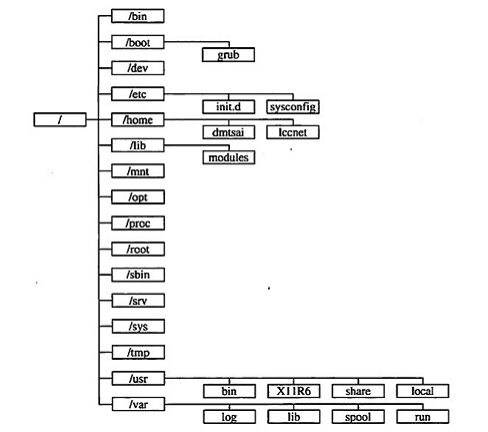 /bin
/boot
grub
/dev
/etc
init.d sysconfig
/ /home
dmtsai lccnet
/lib
modules
/mnt
/opt
/proc
/root
/sbin
/srv
/sys
/tmp
/usr
bin X11R6 share local
/var
log lib spool run